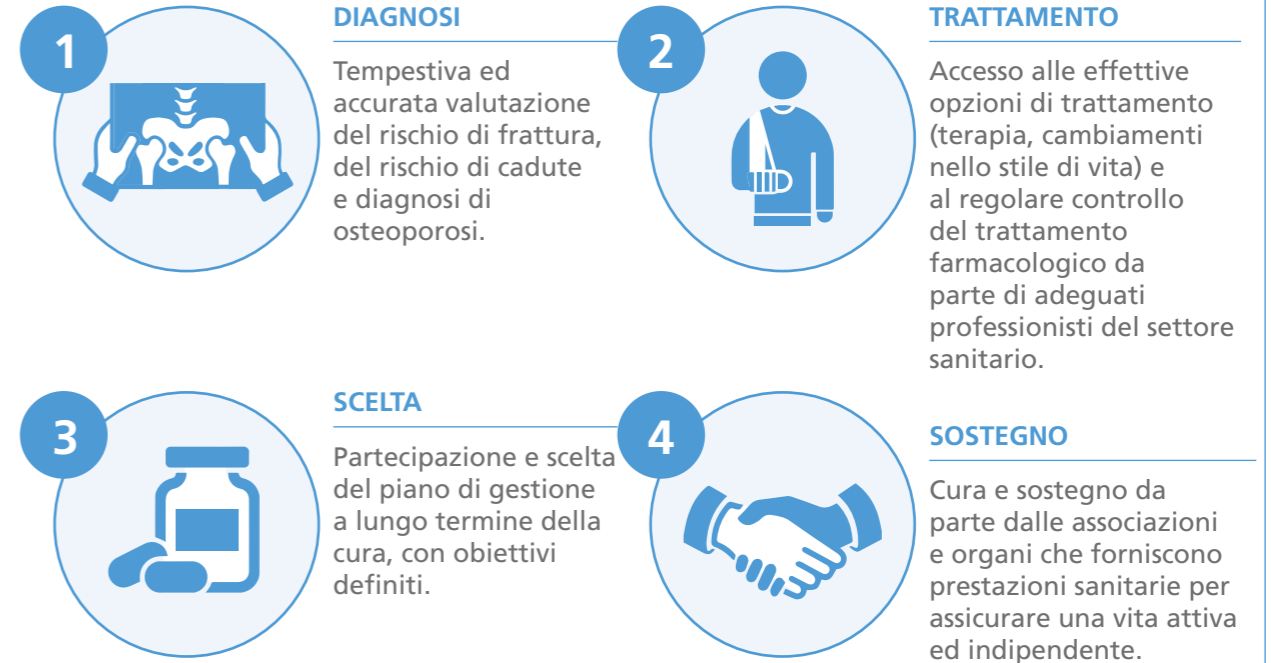 1
DIAGNOSI
Tempestiva ed
accurata valutazione
del rischio di frattura,
del rischio di cadute
e diagnosi di
osteoporosi.
2
TRATTAMENTO
Accesso alle effettive
opzioni di trattamento
(terapia, cambiamenti
nello stile di vita) e
al regolare controllo
del trattamento
farmacologico da
parte di adeguati
professionisti del settore
sanitario.
3
SCELTA
Partecipazione e scelta
del piano di gestione
a lungo termine della
cura, con obiettivi
definiti.
4
SOSTEGNO
Cura e sostegno da
parte dalle associazioni
e organi che forniscono
prestazioni sanitarie per
assicurare una vita attiva
ed indipendente.